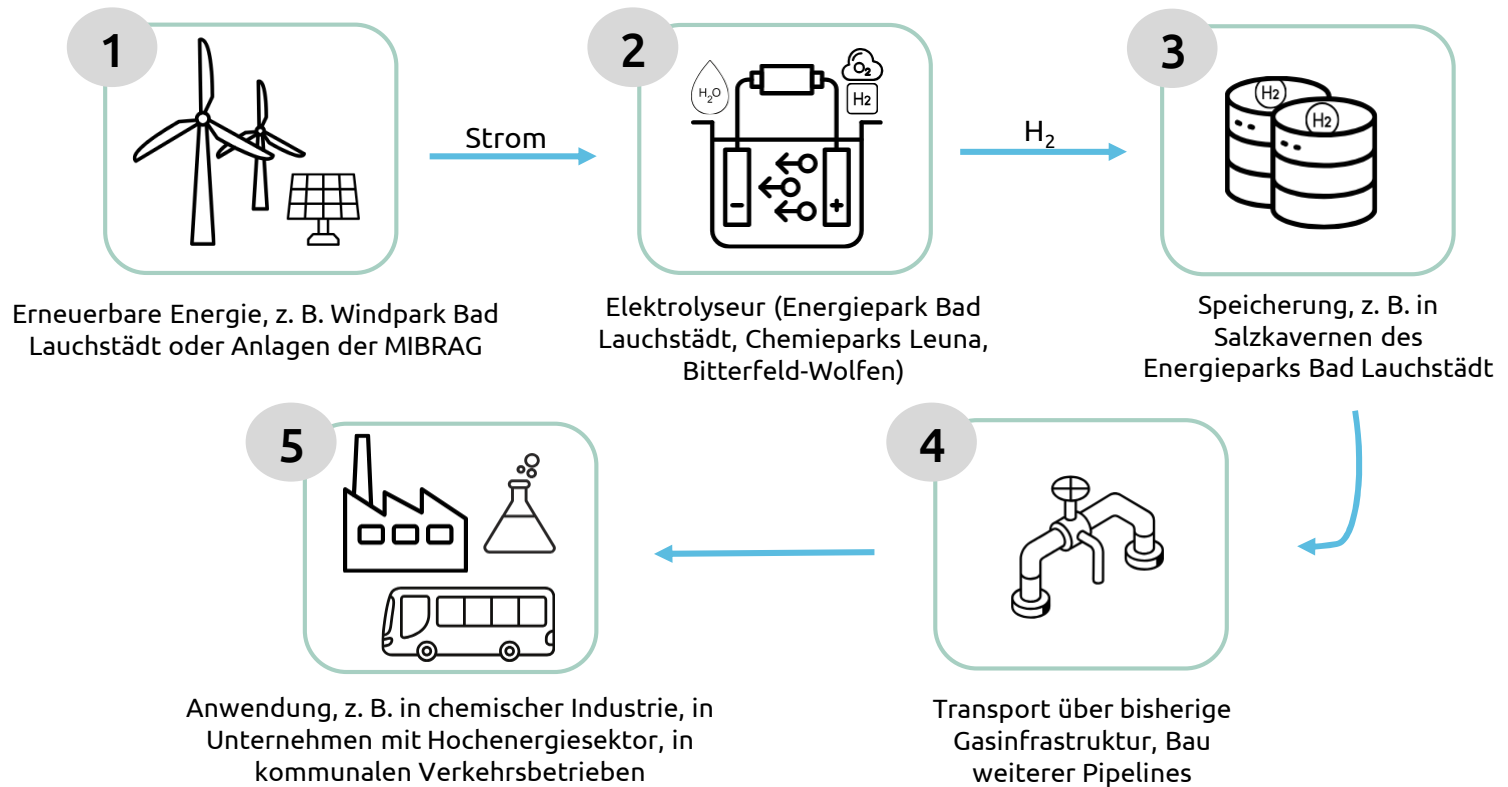 1
Erneuerbare Energie, z. B. Windpark Bad
Lauchstädt oder Anlagen der MIBRAG
Strom
2
H₂O
O₂
H2
-
+
Elektrolyseur (Energiepark Bad
Lauchstädt, Chemieparks Leuna,
Bitterfeld-Wolfen)
H₂
3
H2
H2
Speicherung, z. B. in
Salzkavernen des
Energieparks Bad Lauchstädt
4
Transport über bisherige
Gasinfrastruktur, Bau
weiterer Pipelines
5
Anwendung, z. B. in chemischer Industrie, in
Unternehmen mit Hochenergiesektor, in
kommunalen Verkehrsbetrieben